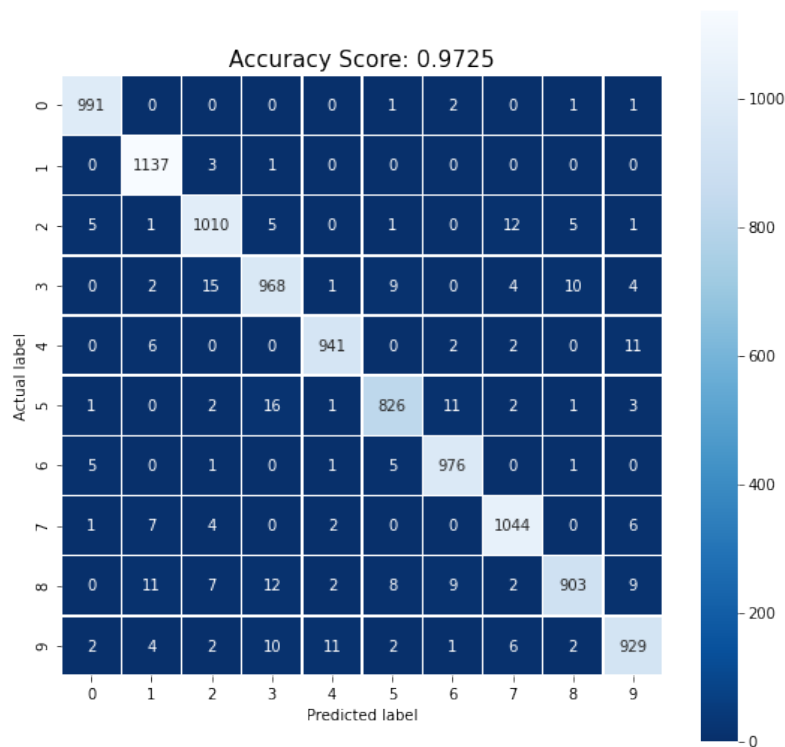 Accuracy Score: 0.9725
0 991 0 0 0 0 1 2 0 1 1
1 0 1137 3 1 0 0 0 0 0 0
2 5 1 1010 5 0 1 0 12 5 1
3 0 2 15 968 1 9 0 4 10 4
4 0 6 0 0 941 0 2 2 0 11
5 1 0 2 16 1 826 11 2 1 3
6 5 0 1 0 1 5 976 0 1 0
7 1 7 4 0 2 0 0 1044 0 6
8 0 11 7 12 2 8 9 2 903 9
9 2 4 2 10 11 2 1 6 2 929
0 1 2 3 4 5 6 7 8 9
Predicted label
Actual label
1000
800
600
400
200
0